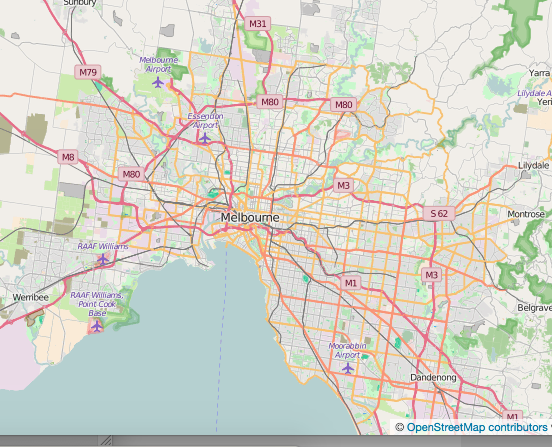 Sunbury
M31
Melbourne
Airport
M79
Yarra
Lilydale A
Yeri
M80
M80
Essendon
Airport
M8
M80
Lilydale
M3
S 62
Montrose
Melbourne
RAAF Williams
M1
M3
Werribee
RAAF Williams,
Point Cook
Base
Belgrave
Moorabbin
Airport
Dandenong
M1
© OpenStreetMap contributors